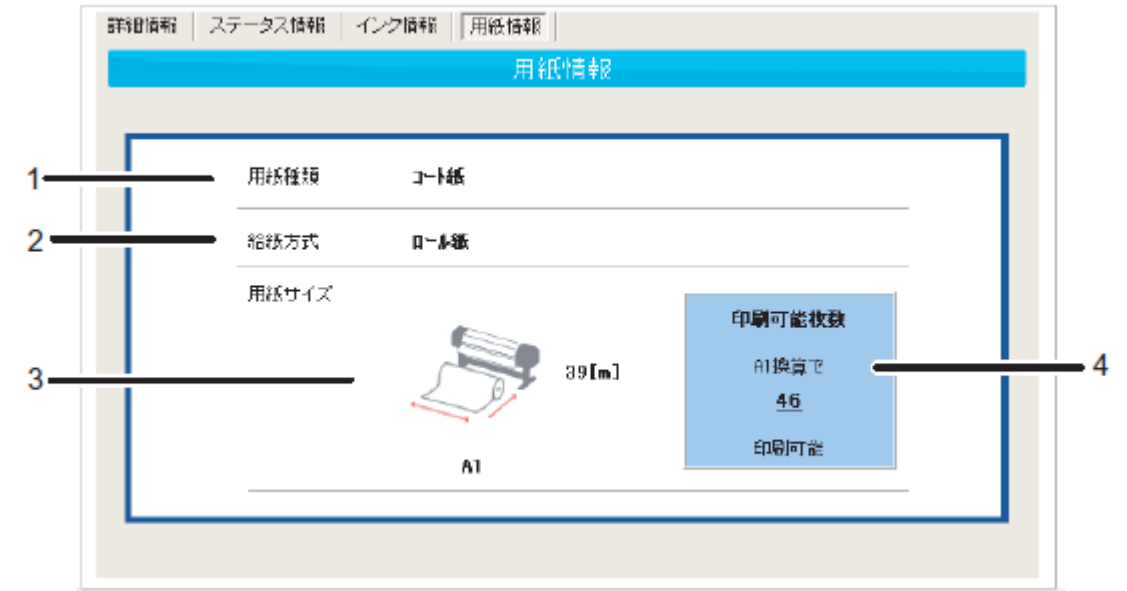 詳細情報 ステータス情報 インク情報 用紙情報
用紙情報
1 用紙種類 コート紙
2 給紙方式 ロール紙
用紙サイズ
印刷可能枚数
3 39[m] A1換算で 4
46
印刷可能
A1